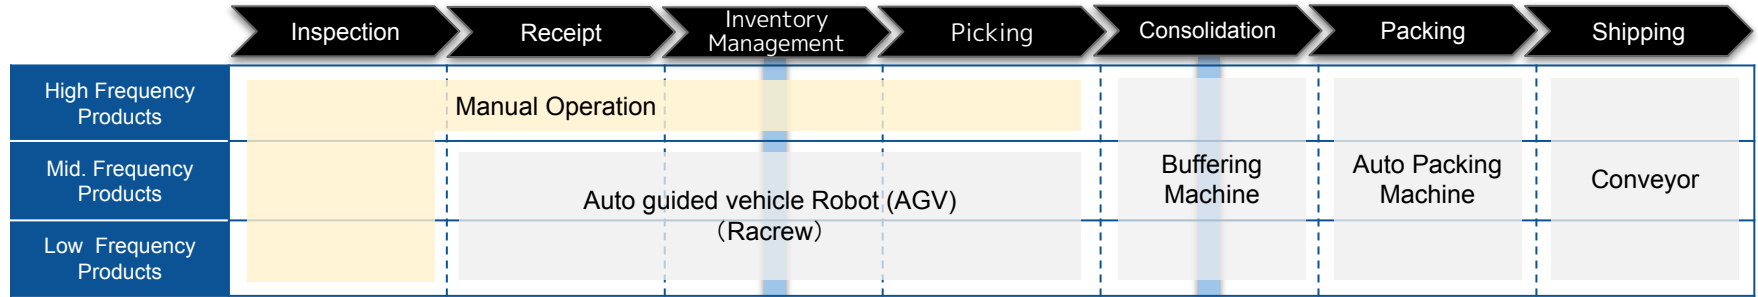 Inspection
Receipt
Inventory
Management
Picking
Consolidation
Packing
Shipping
High Frequency
Products
Manual Operation
Mid. Frequency
Products
Auto guided vehicle Robot (AGV)
（Racrew）
Buffering
Machine
Auto Packing
Machine
Conveyor
Low  Frequency
Products